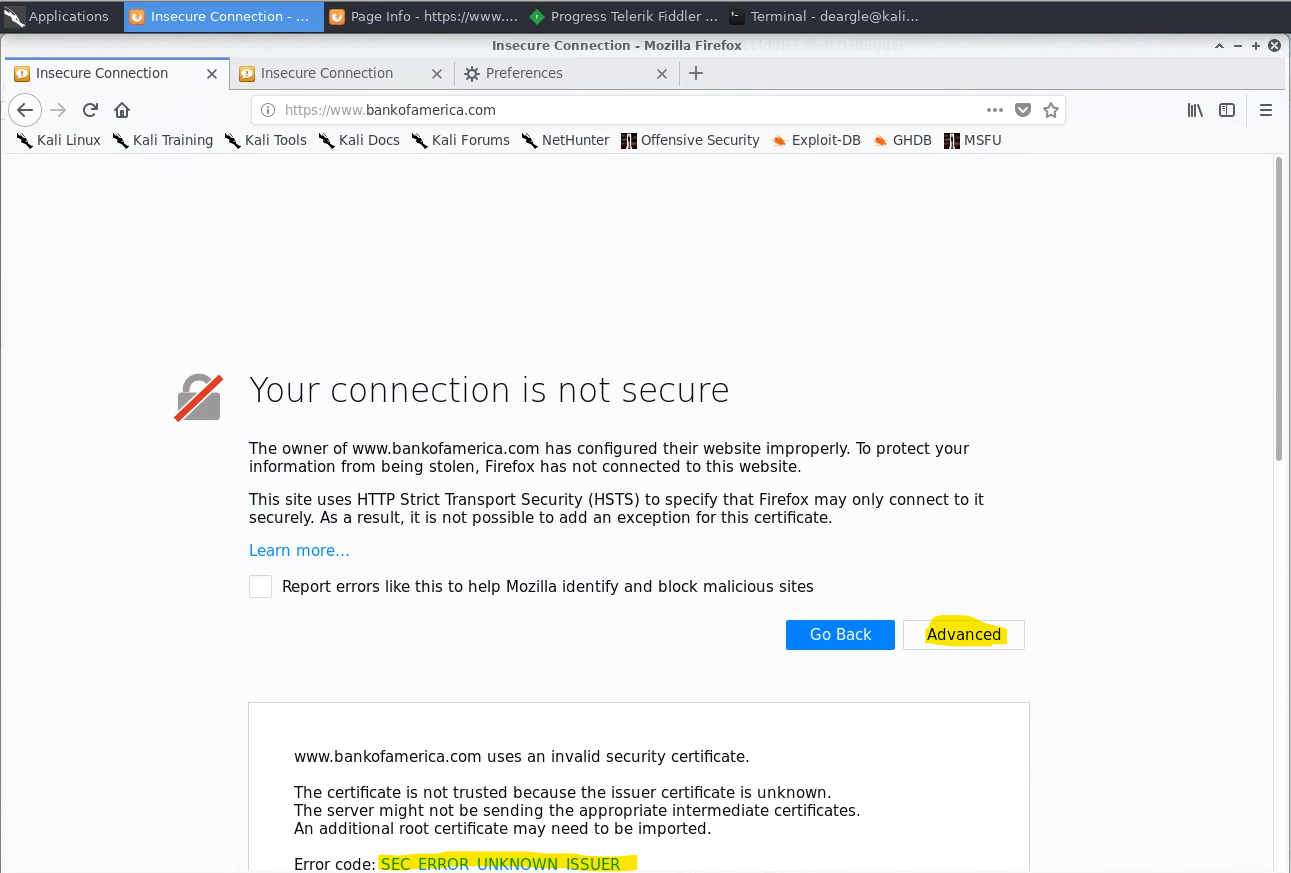 Applications Insecure Connection - ... Page Info - https://www.... Progress Telerik Fiddler ... Terminal - deargle@kali...
Insecure Connection - Mozilla Firefox
Insecure Connection Insecure Connection Preferences
https://www.bankofamerica.com
Kali Linux Kali Training Kali Tools Kali Docs Kali Forums NetHunter Offensive Security Exploit-DB GHDB MSFU
Your connection is not secure
The owner of www.bankofamerica.com has configured their website improperly. To protect your
information from being stolen, Firefox has not connected to this website.
This site uses HTTP Strict Transport Security (HSTS) to specify that Firefox may only connect to it
securely. As a result, it is not possible to add an exception for this certificate.
Learn more...
Report errors like this to help Mozilla identify and block malicious sites
Go Back Advanced
www.bankofamerica.com uses an invalid security certificate.
The certificate is not trusted because the issuer certificate is unknown.
The server might not be sending the appropriate intermediate certificates.
An additional root certificate may need to be imported.
Error code: SEC_ERROR_UNKNOWN_ISSUER